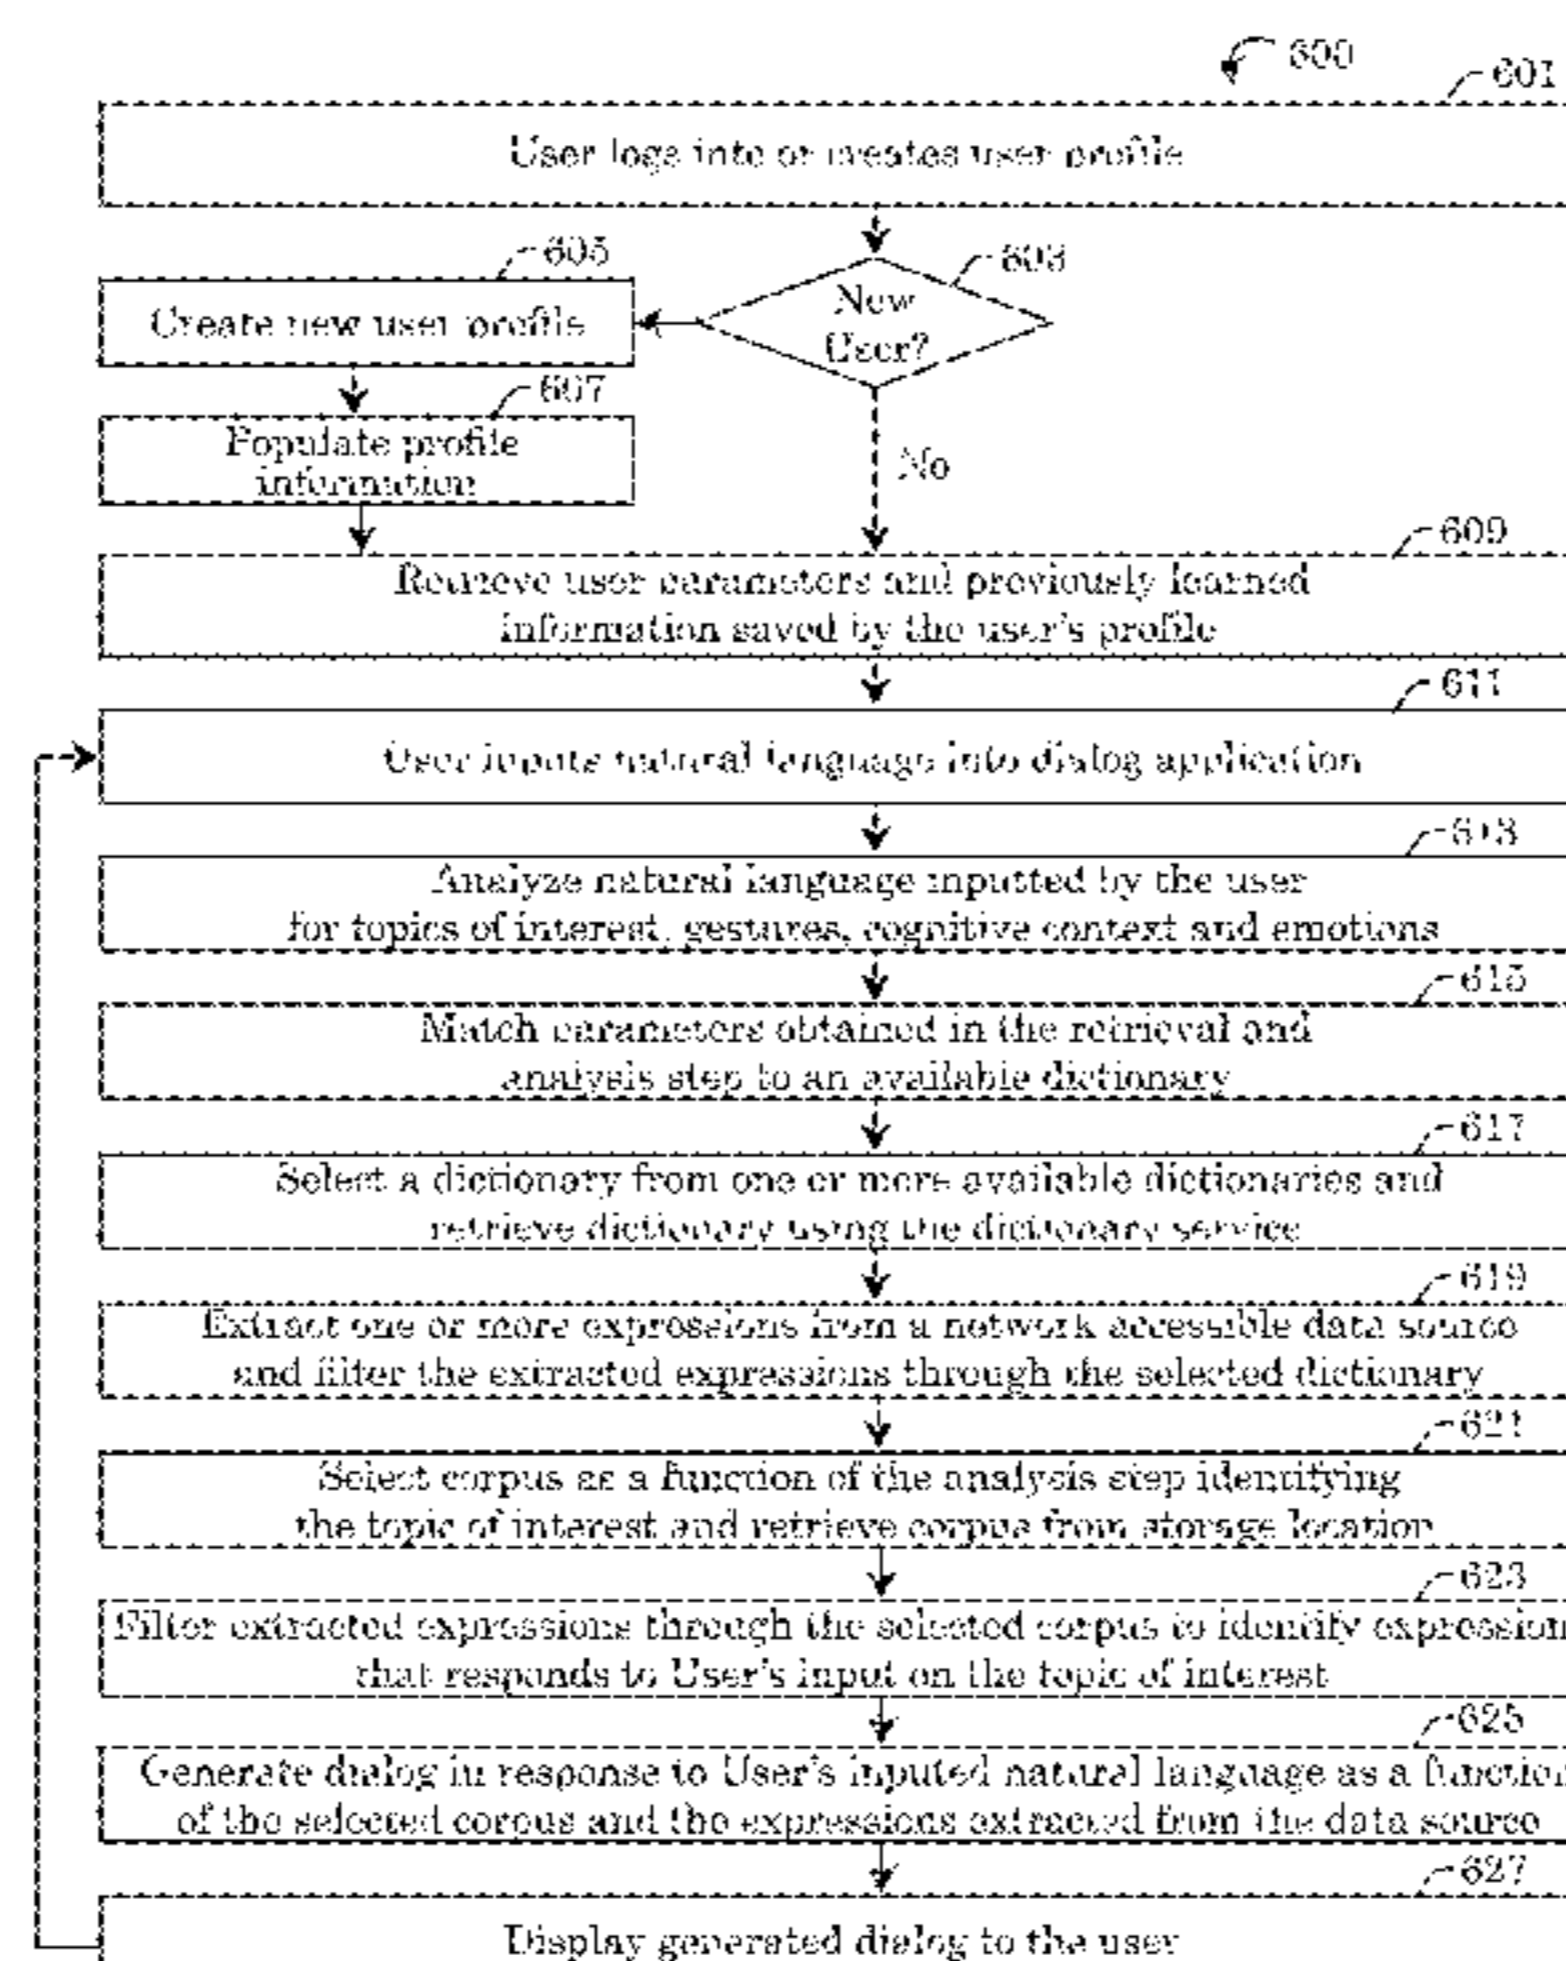 600
601
User logs into or creates user profile
605
603
New
User?
Create new user profile
607
Populate profile
information
No
609
Retrieve user parameters and previously learned
information saved by the user's profile
611
User inputs natural language into dialog application
613
Analyze natural language inputted by the user
for topics of interest, gestures, cognitive context and emotions
615
Match parameters obtained in the retrieval and
analysis step to an available dictionary
617
Select a dictionary from one or more available dictionaries and
retrieve dictionary using the dictionary service
619
Extract one or more expressions from a network accessible data source
and filter the extracted expressions through the selected dictionary
621
Select corpus as a function of the analysis step identifying
the topic of interest and retrieve corpus from storage location
623
Filter extracted expressions through the selected corpus to identify expression
that responds to User's input on the topic of interest
625
Generate dialog in response to User's inputed natural language as a function
of the selected corpus and the expressions extracted from the data source
627
Display generated dialog to the user